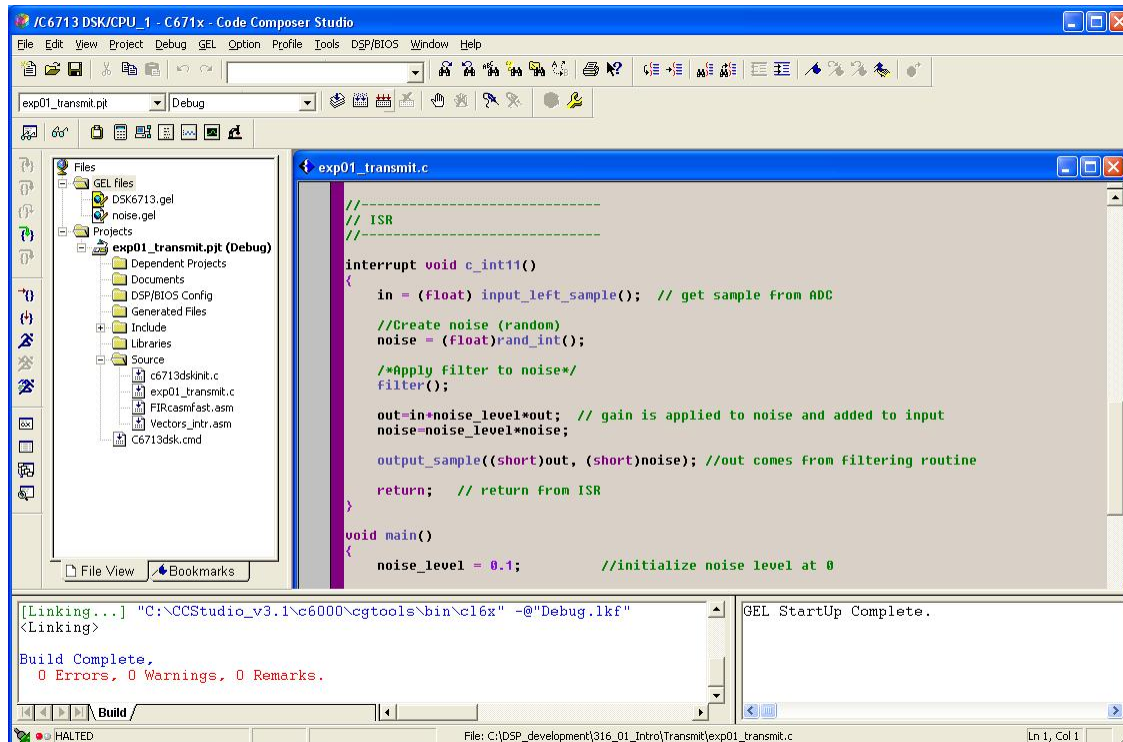 /C6713 DSK/CPU_1 - C671x - Code Composer Studio
File Edit View Project Debug GEL Option Profile Tools DSP/BIOS Window Help
exp01_transmit.pjt Debug
Files
GEL files
DSK6713.gel
noise.gel
Projects
exp01_transmit.pjt (Debug)
Dependent Projects
Documents
DSP/BIOS Config
Generated Files
Include
Libraries
Source
c6713dskinit.c
exp01_transmit.c
FIRcasmfast.asm
Vectors_intr.asm
C6713dsk.cmd
File View Bookmarks
exp01_transmit.c
//------------------------------
// ISR
//------------------------------
interrupt void c_int11()
{
in = (float) input_left_sample(); // get sample from ADC
//Create noise (random)
noise = (float)rand_int();
/*Apply filter to noise*/
filter();
out=in+noise_level*out; // gain is applied to noise and added to input
noise=noise_level*noise;
output_sample((short)out, (short)noise); //out comes from filtering routine
return; // return from ISR
}
void main()
{
noise_level = 0.1; //initialize noise level at 0
[Linking...] "C:\CCStudio_v3.1\c6000\cgtools\bin\cl6x" -@"Debug.lkf"
<Linking>
Build Complete,
0 Errors, 0 Warnings, 0 Remarks.
Build
GEL StartUp Complete.
HALTED
File: C:\DSP_development\316_01_Intro\Transmit\exp01_transmit.c
Ln 1, Col 1